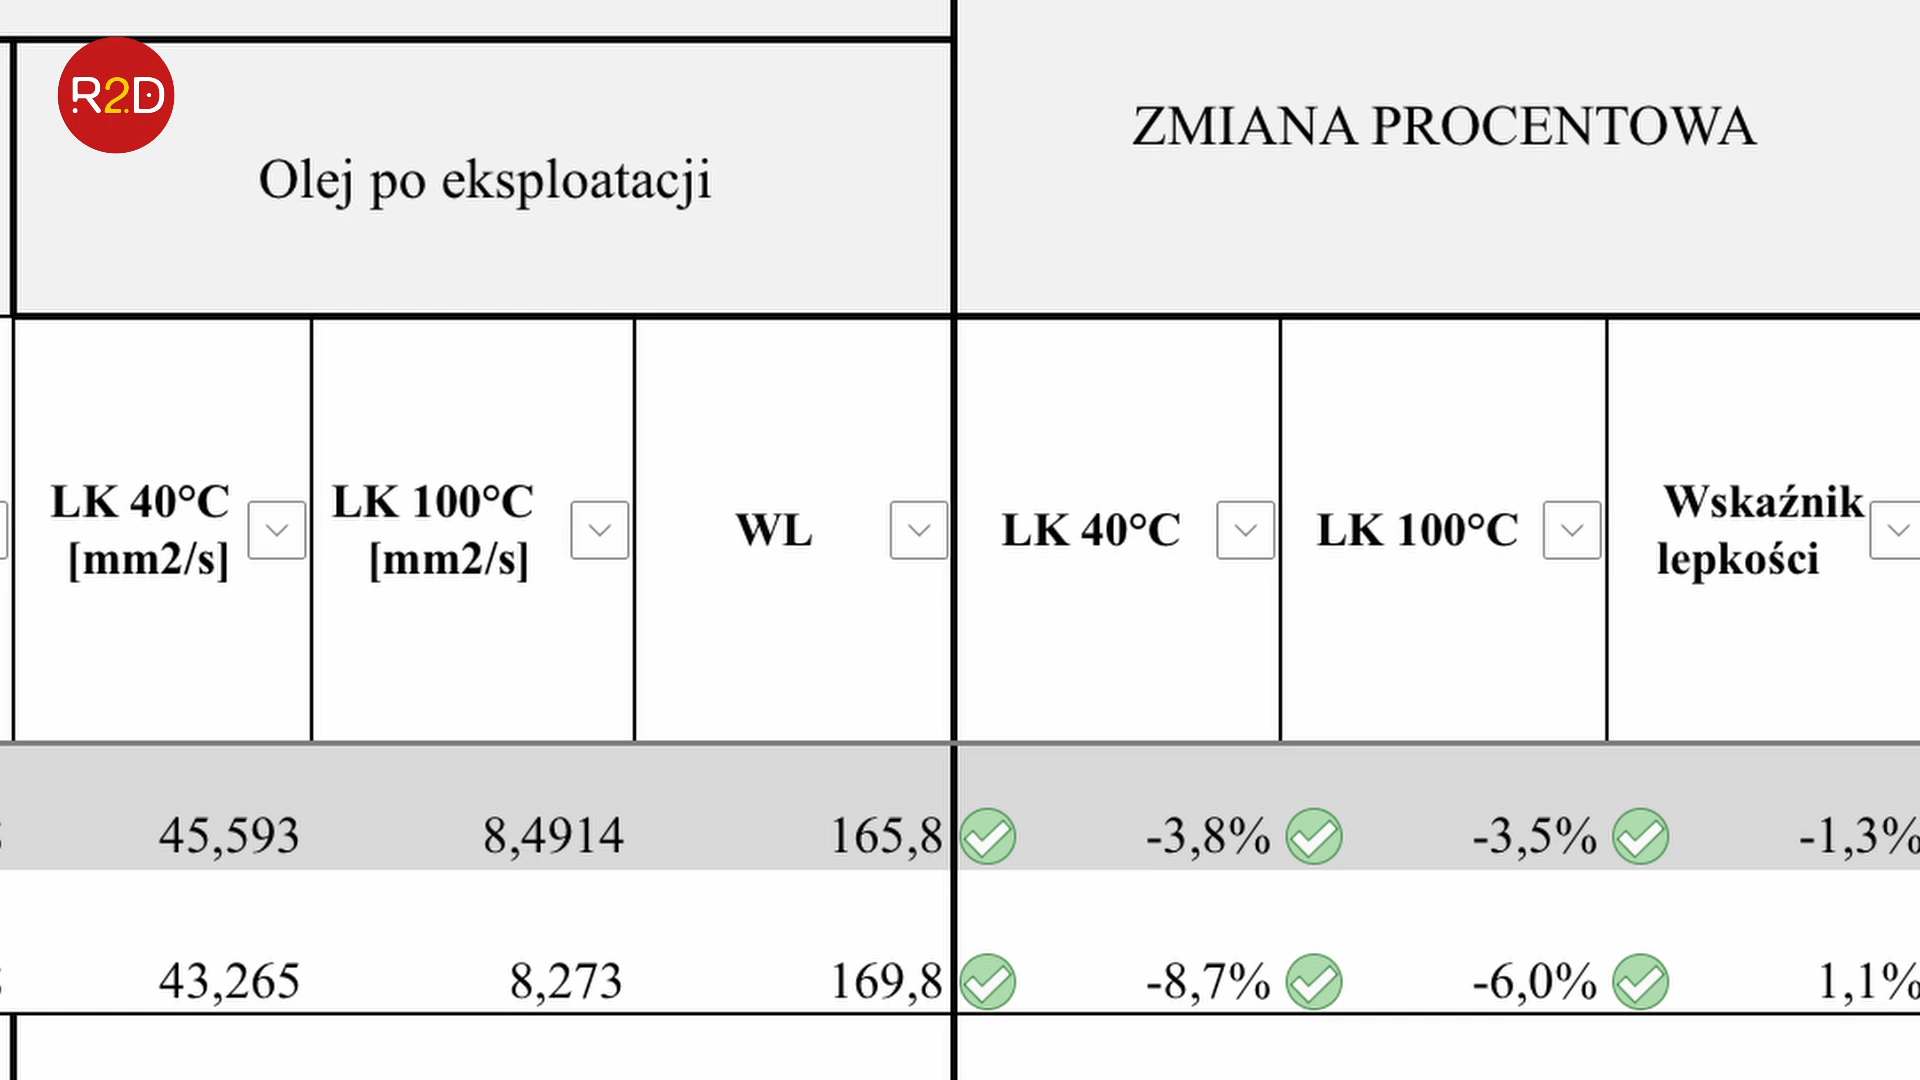 R2D
Olej po eksploatacji
ZMIANA PROCENTOWA
LK 40°C
[mm2/s]
LK 100°C
[mm2/s]
WL
LK 40°C
LK 100°C
Wskaźnik
lepkości
45,593 8,4914 165,8 -3,8% -3,5% -1,3%
43,265 8,273 169,8 -8,7% -6,0% 1,1%